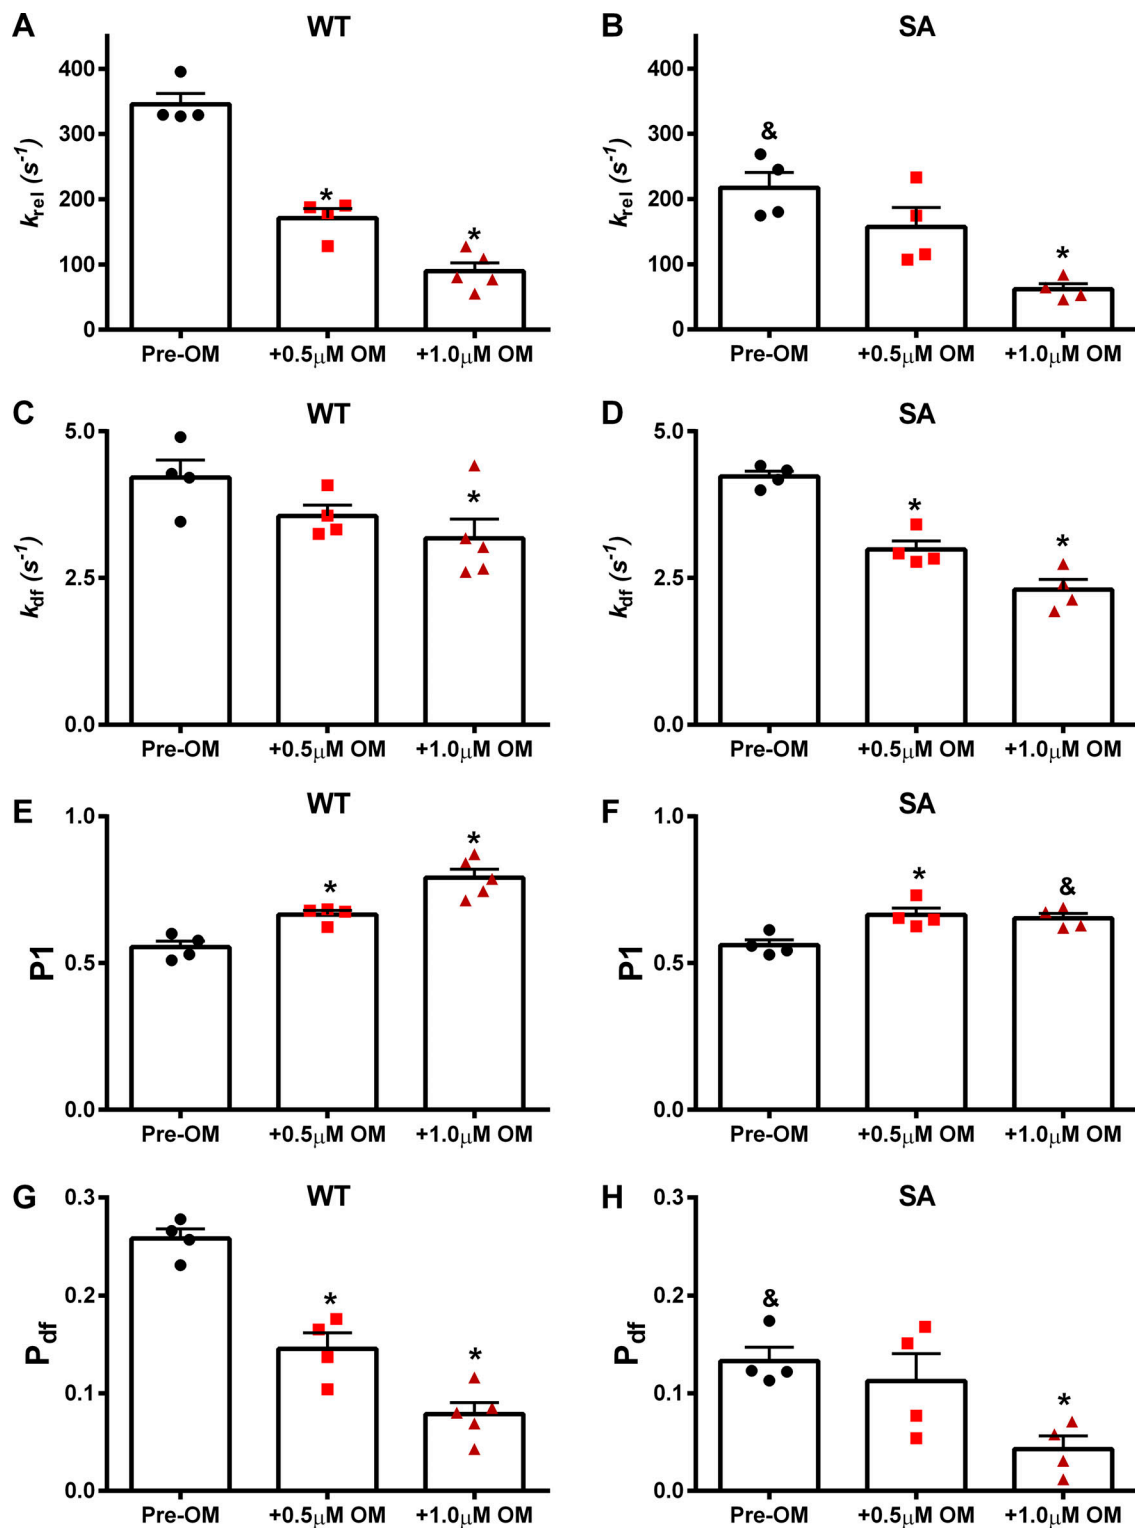 A WT
400
300
200
100
0
k_rel (s⁻¹)
*
*
Pre-OM +0.5μM OM +1.0μM OM
B SA
400
300
200
100
0
k_rel (s⁻¹)
&
*
Pre-OM +0.5μM OM +1.0μM OM
C WT
5.0
2.5
0.0
k_df (s⁻¹)
*
Pre-OM +0.5μM OM +1.0μM OM
D SA
5.0
2.5
0.0
k_df (s⁻¹)
*
*
Pre-OM +0.5μM OM +1.0μM OM
E WT
1.0
0.5
0.0
P1
*
*
Pre-OM +0.5μM OM +1.0μM OM
F SA
1.0
0.5
0.0
P1
*
&
Pre-OM +0.5μM OM +1.0μM OM
G WT
0.3
0.2
0.1
0.0
P_df
*
*
Pre-OM +0.5μM OM +1.0μM OM
H SA
0.3
0.2
0.1
0.0
P_df
&
*
Pre-OM +0.5μM OM +1.0μM OM